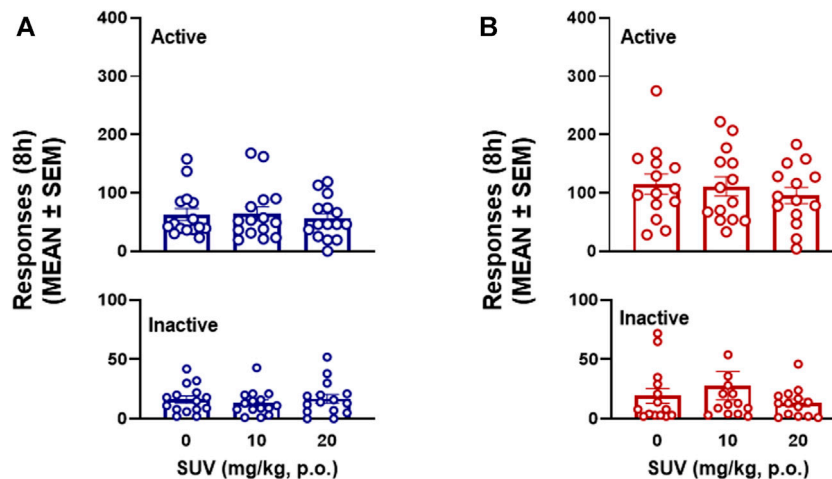 A
Active
400
300
200
100
0
Responses (8h)
(MEAN ± SEM)
Inactive
100
50
0
0 10 20
SUV (mg/kg, p.o.)
B
Active
400
300
200
100
0
Responses (8h)
(MEAN ± SEM)
Inactive
100
50
0
0 10 20
SUV (mg/kg, p.o.)